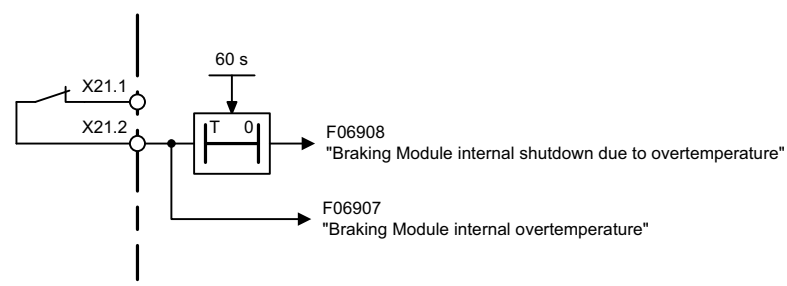 60 s
X21.1
X21.2
T 0
F06908
"Braking Module internal shutdown due to overtemperature"
F06907
"Braking Module internal overtemperature"